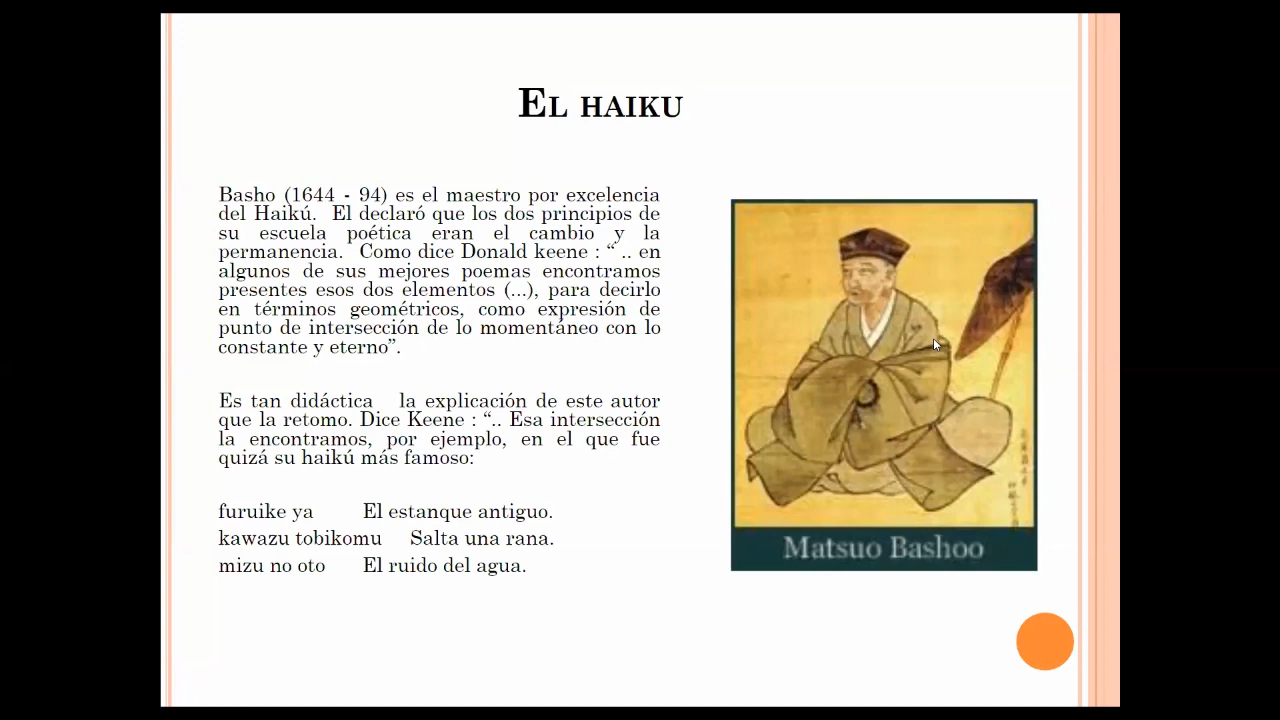 EL HAIKU
Basho (1644 - 94) es el maestro por excelencia
del Haikú. El declaró que los dos principios de
su escuela poética eran el cambio y la
permanencia. Como dice Donald keene : “ .. en
algunos de sus mejores poemas encontramos
presentes esos dos elementos (...), para decirlo
en términos geométricos, como expresión de
punto de intersección de lo momentáneo con lo
constante y eterno”.
Es tan didáctica la explicación de este autor
que la retomo. Dice Keene : “.. Esa intersección
la encontramos, por ejemplo, en el que fue
quizá su haikú más famoso:
furuike ya El estanque antiguo.
kawazu tobikomu Salta una rana.
mizu no oto El ruido del agua.
Matsuo Bashoo